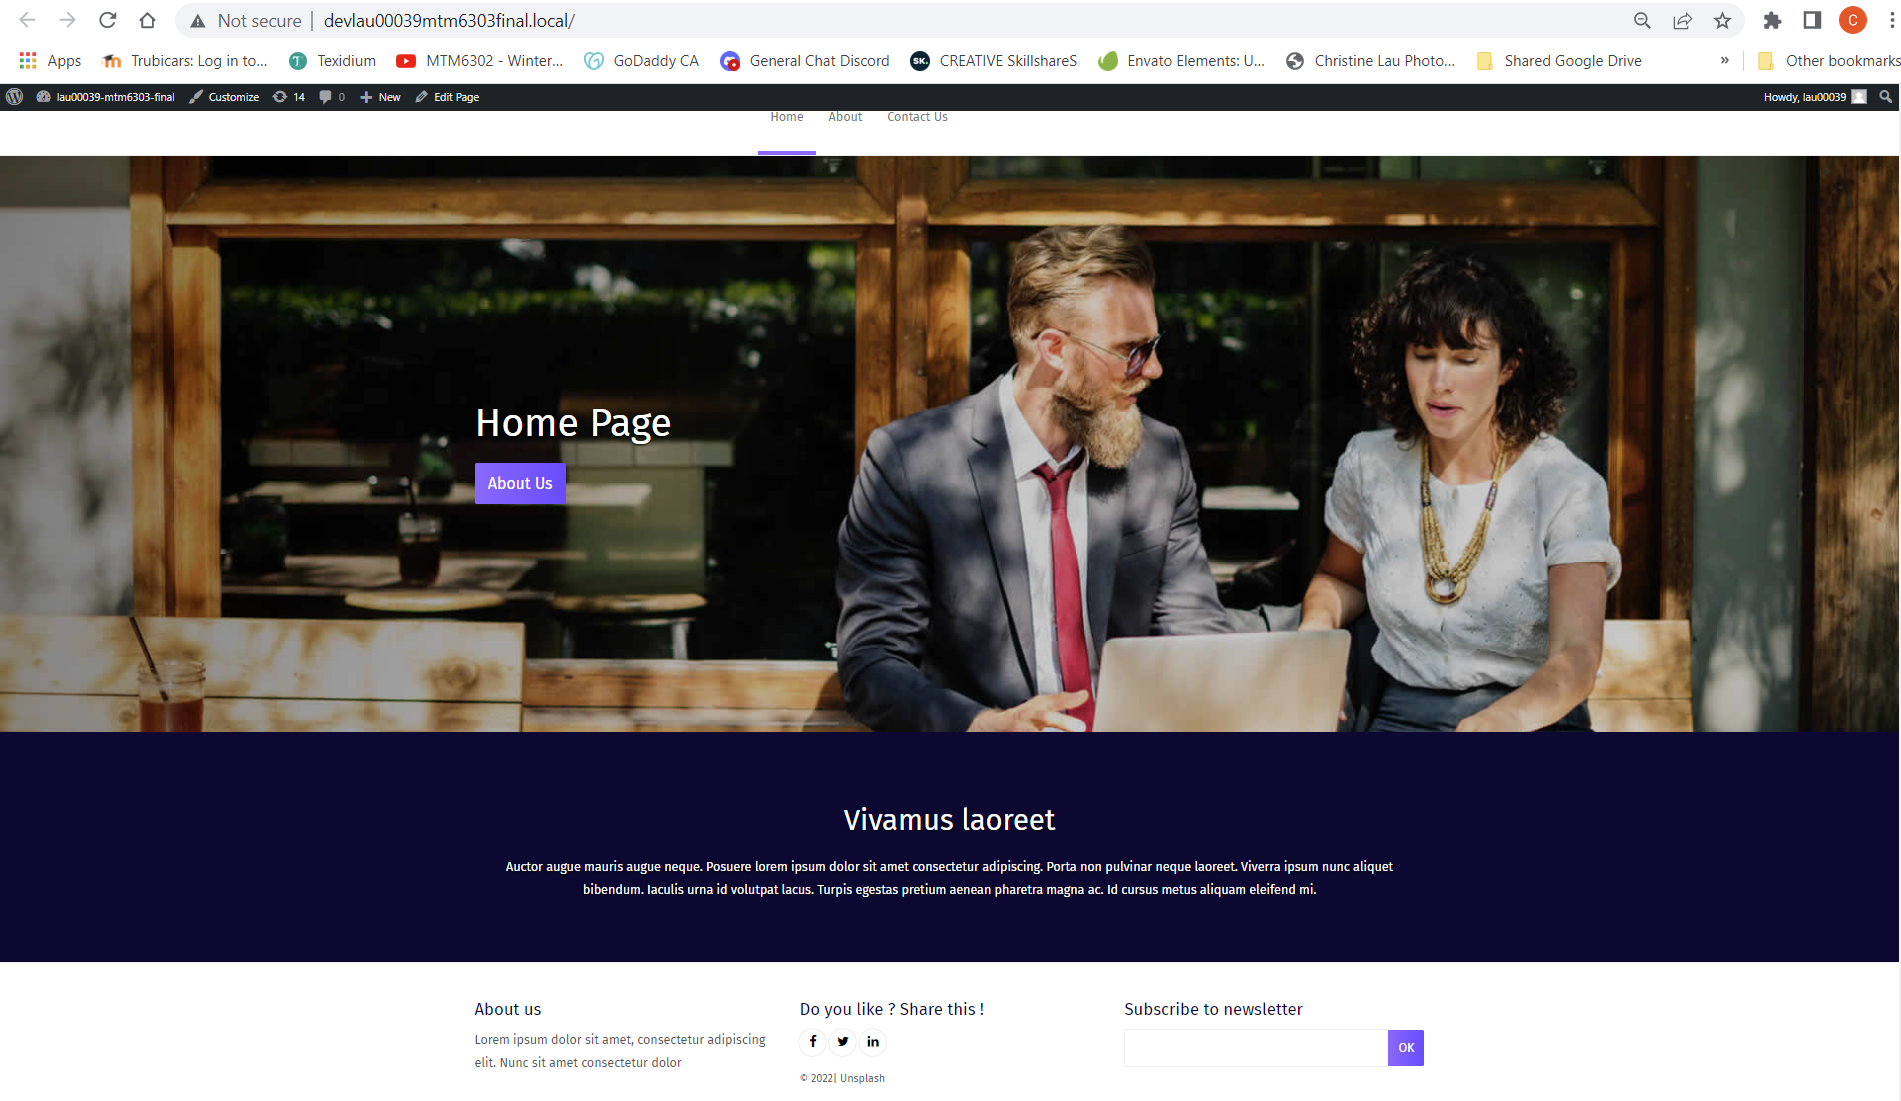 Not secure | devlau00039mtm6303final.local/
C
Apps Trubicars: Log in to... Texidium MTM6302 - Winter... GoDaddy CA General Chat Discord SK. CREATIVE SkillshareS Envato Elements: U... Christine Lau Photo... Shared Google Drive » Other bookmarks
lau00039-mtm6303-final Customize 14 0 New Edit Page Howdy, lau00039
Home About Contact Us
Home Page
About Us
Vivamus laoreet
Auctor augue mauris augue neque. Posuere lorem ipsum dolor sit amet consectetur adipiscing. Porta non pulvinar neque laoreet. Viverra ipsum nunc aliquet
bibendum. Iaculis urna id volutpat lacus. Turpis egestas pretium aenean pharetra magna ac. Id cursus metus aliquam eleifend mi.
About us
Lorem ipsum dolor sit amet, consectetur adipiscing
elit. Nunc sit amet consectetur dolor
Do you like ? Share this !
© 2022| Unsplash
Subscribe to newsletter
OK